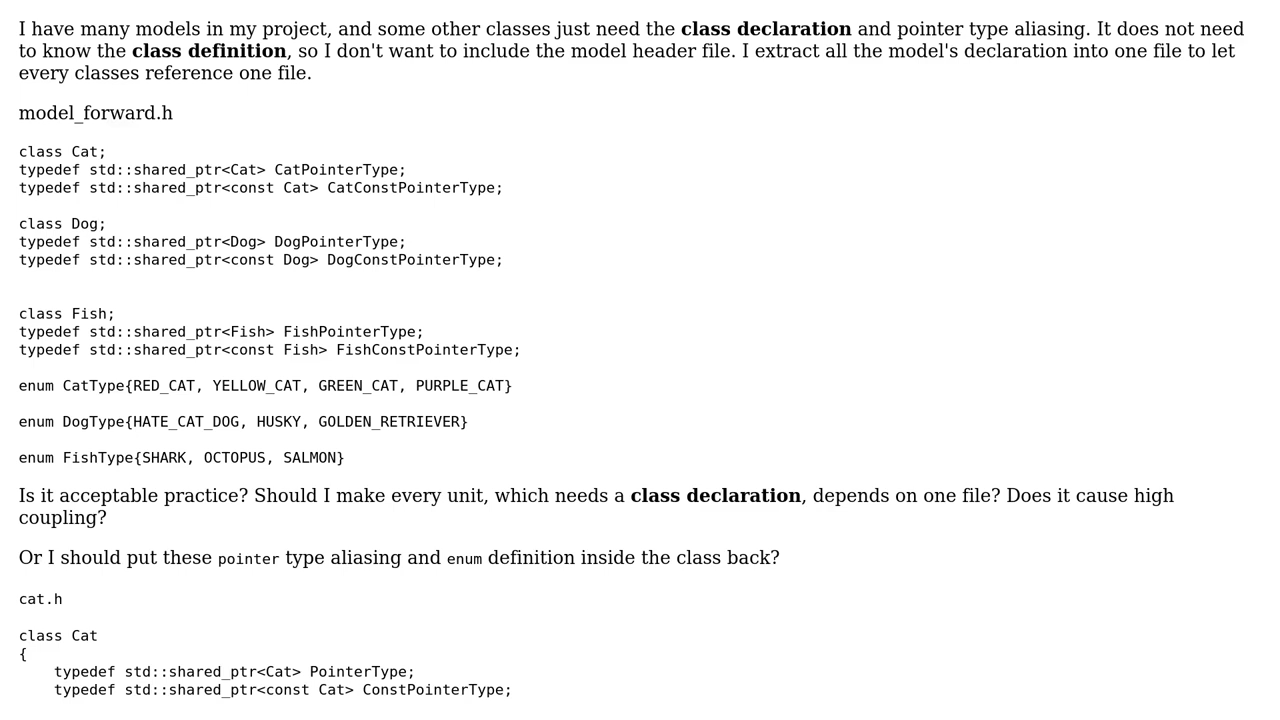 I have many models in my project, and some other classes just need the class declaration and pointer type aliasing. It does not need
to know the class definition, so I don't want to include the model header file. I extract all the model's declaration into one file to let
every classes reference one file.
model_forward.h
class Cat;
typedef std::shared_ptr<Cat> CatPointerType;
typedef std::shared_ptr<const Cat> CatConstPointerType;
class Dog;
typedef std::shared_ptr<Dog> DogPointerType;
typedef std::shared_ptr<const Dog> DogConstPointerType;
class Fish;
typedef std::shared_ptr<Fish> FishPointerType;
typedef std::shared_ptr<const Fish> FishConstPointerType;
enum CatType{RED_CAT, YELLOW_CAT, GREEN_CAT, PURPLE_CAT}
enum DogType{HATE_CAT_DOG, HUSKY, GOLDEN_RETRIEVER}
enum FishType{SHARK, OCTOPUS, SALMON}
Is it acceptable practice? Should I make every unit, which needs a class declaration, depends on one file? Does it cause high
coupling?
Or I should put these pointer type aliasing and enum definition inside the class back?
cat.h
class Cat
{
    typedef std::shared_ptr<Cat> PointerType;
    typedef std::shared_ptr<const Cat> ConstPointerType;